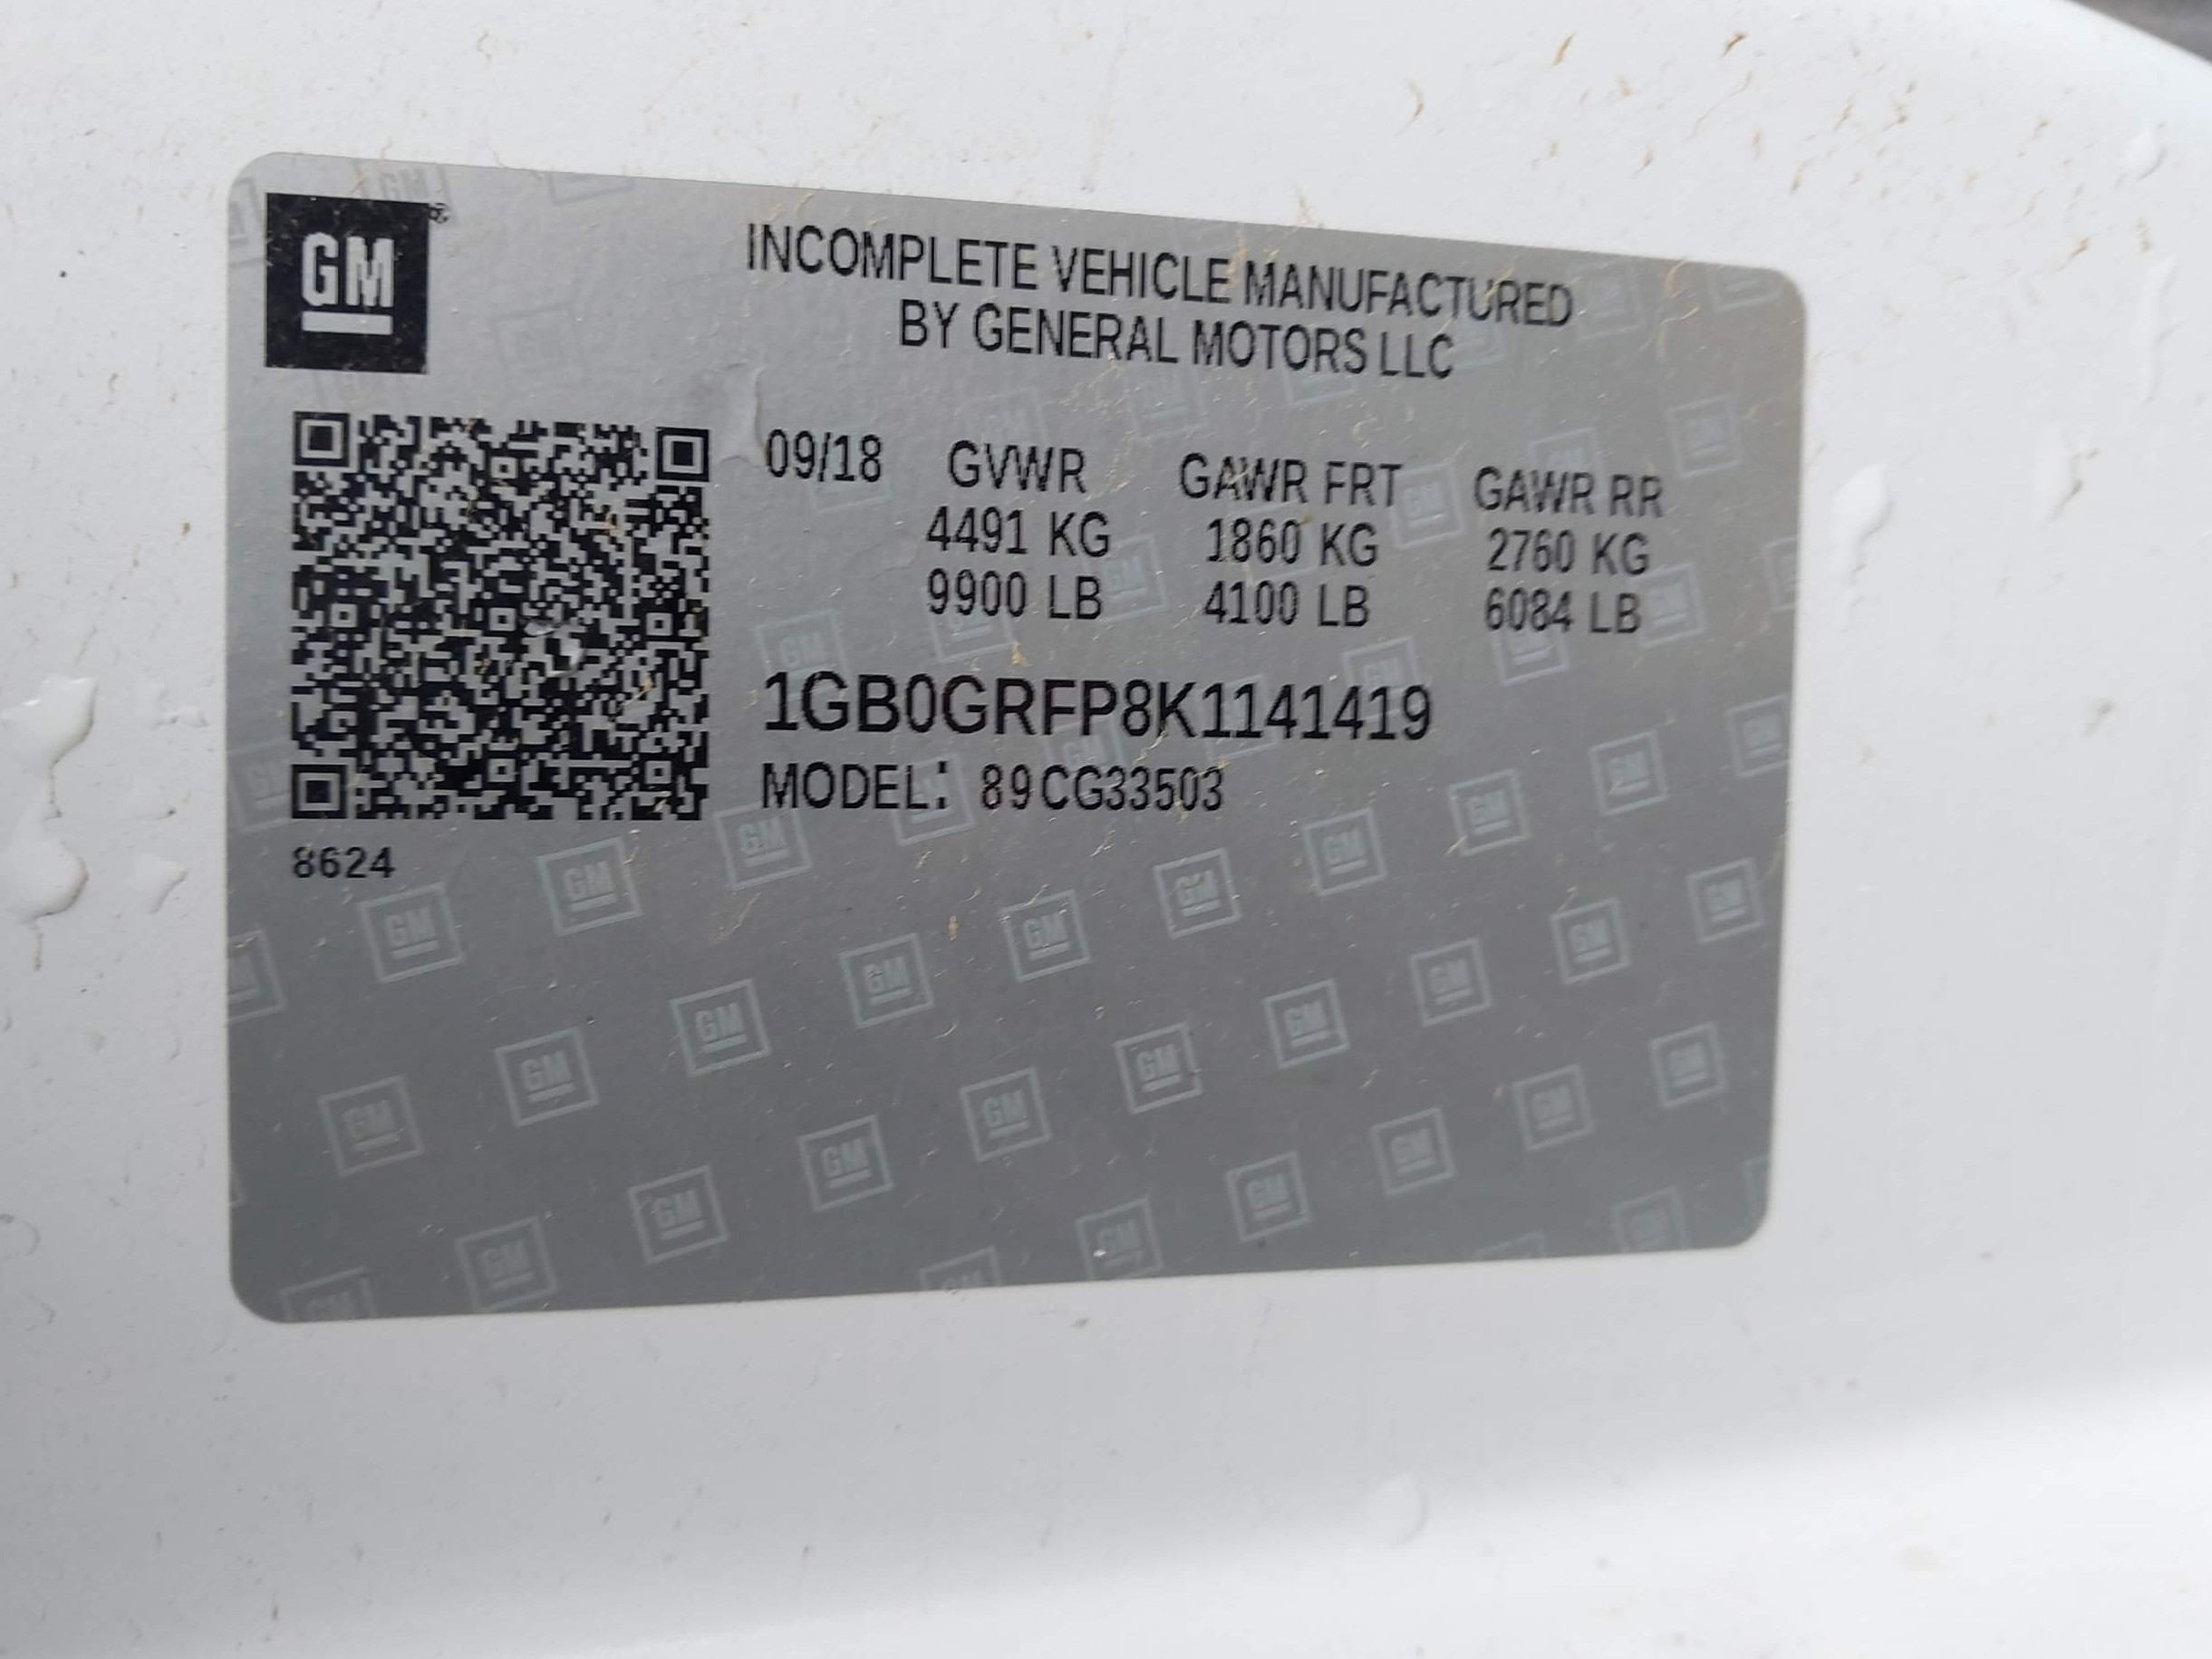 GM
INCOMPLETE VEHICLE MANUFACTURED
BY GENERAL MOTORS LLC
09/18 GVWR GAWR FRT GAWR RR
4491 KG 1860 KG 2760 KG
9900 LB 4100 LB 6084 LB
1GB0GRFP8K1141419
MODEL: 89CG33503
8624